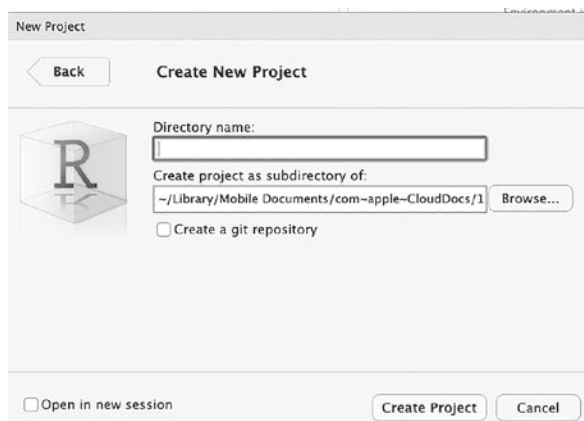 New Project
Back
Create New Project
R
Directory name:
Create project as subdirectory of:
~/Library/Mobile Documents/com~apple~CloudDocs/1
Browse...
Create a git repository
Open in new session
Create Project
Cancel